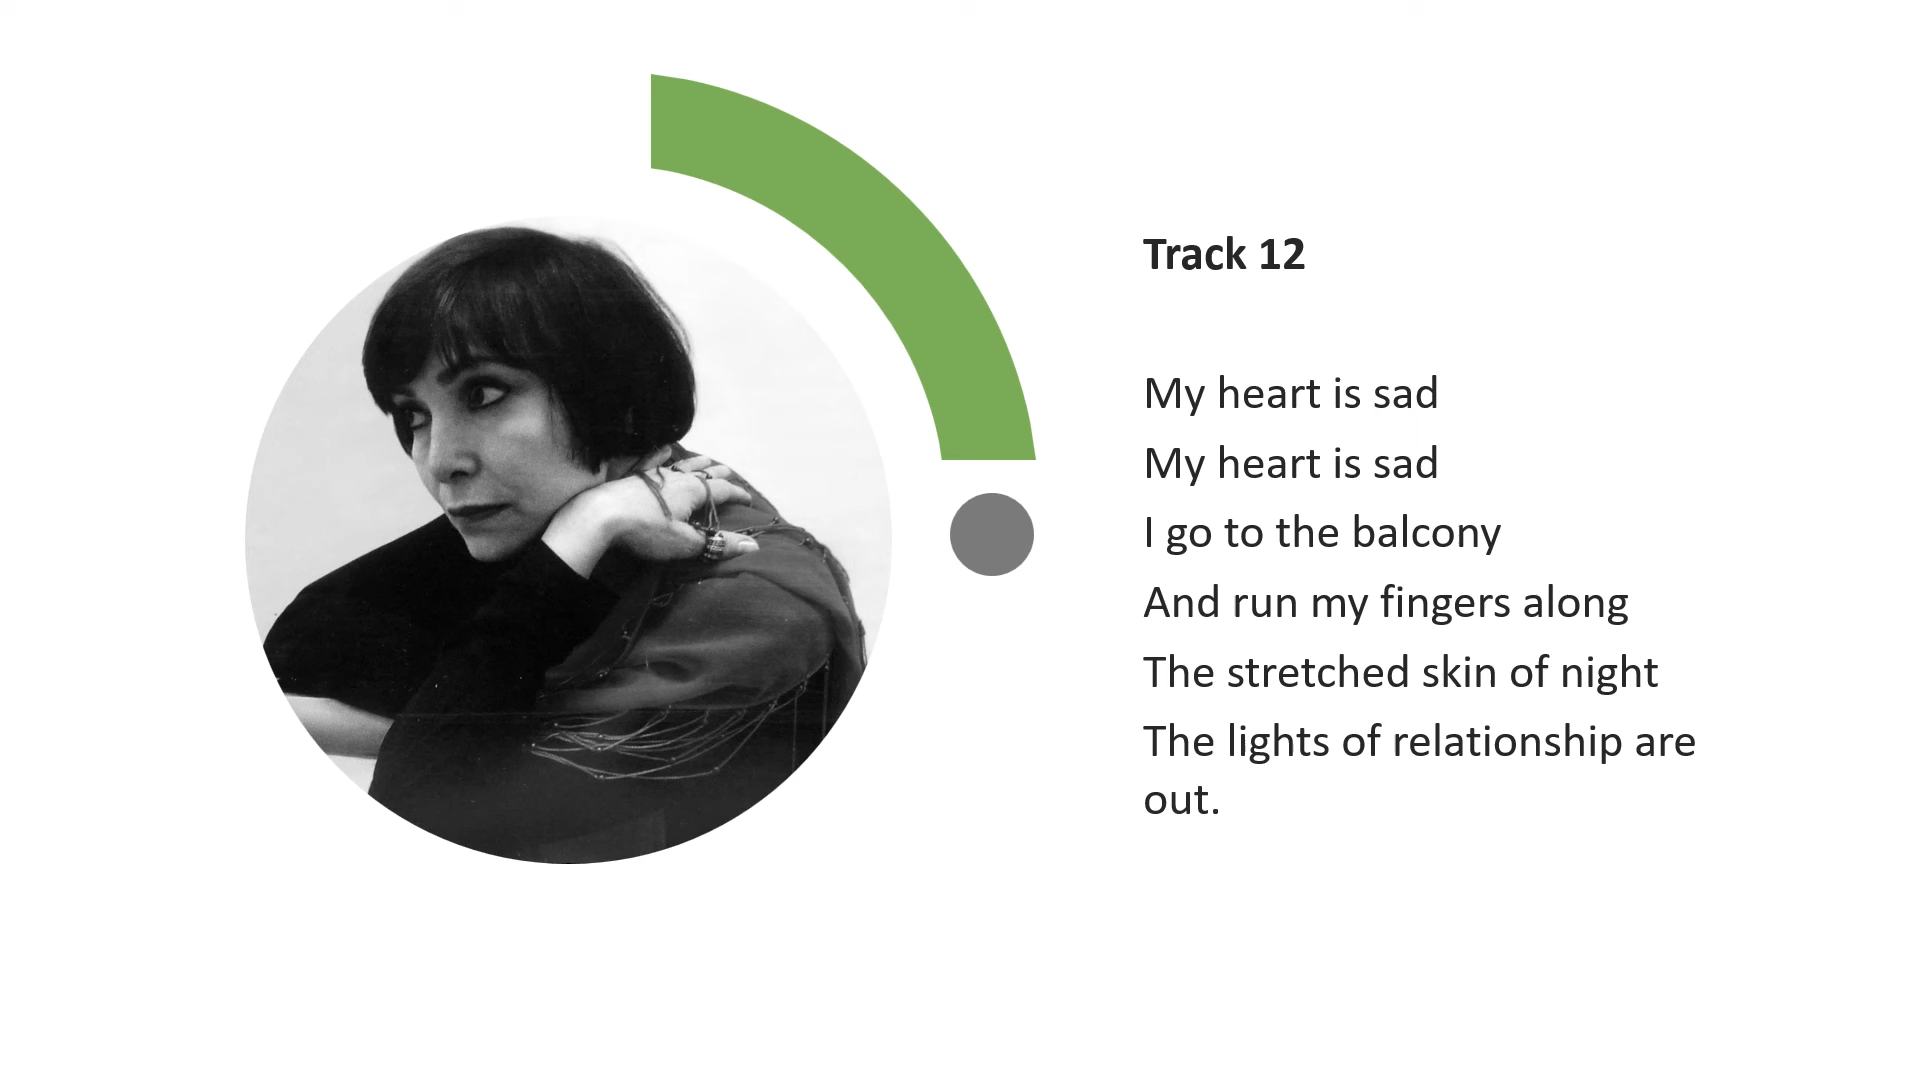 Track 12
My heart is sad
My heart is sad
I go to the balcony
And run my fingers along
The stretched skin of night
The lights of relationship are
out.